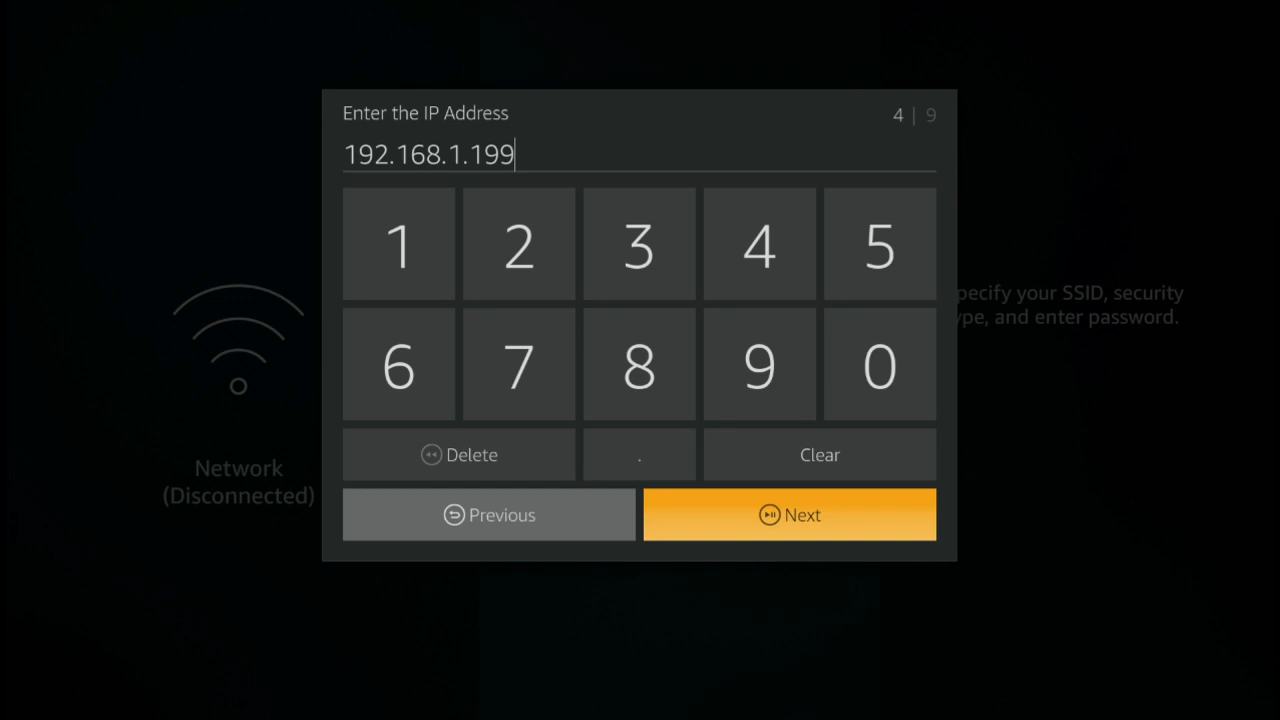 Enter the IP Address
4 | 9
192.168.1.199
1 2 3 4 5
6 7 8 9 0
Delete . Clear
Previous Next
Network
(Disconnected)
pecify your SSID, security
ype, and enter password.